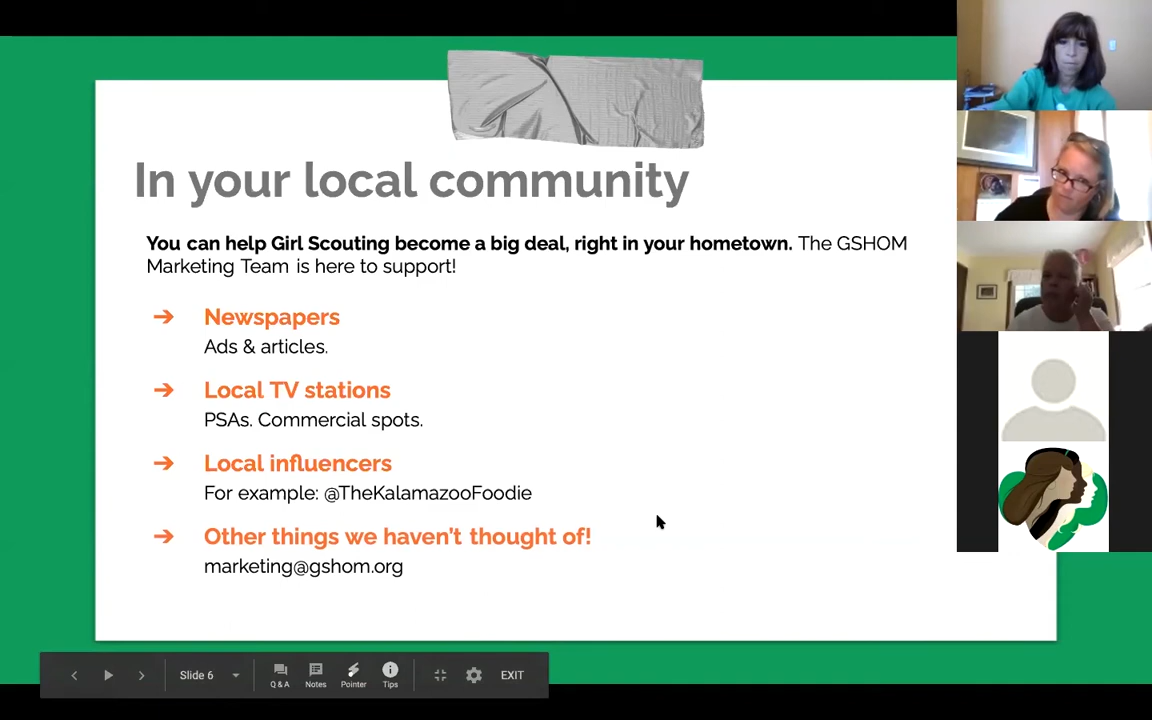 In your local community
You can help Girl Scouting become a big deal, right in your hometown. The GSHOM
Marketing Team is here to support!
➔ Newspapers
Ads & articles.
➔ Local TV stations
PSAs. Commercial spots.
➔ Local influencers
For example: @TheKalamazooFoodie
➔ Other things we haven't thought of!
marketing@gshom.org
Slide 6
Q & A
Notes
Pointer
Tips
EXIT